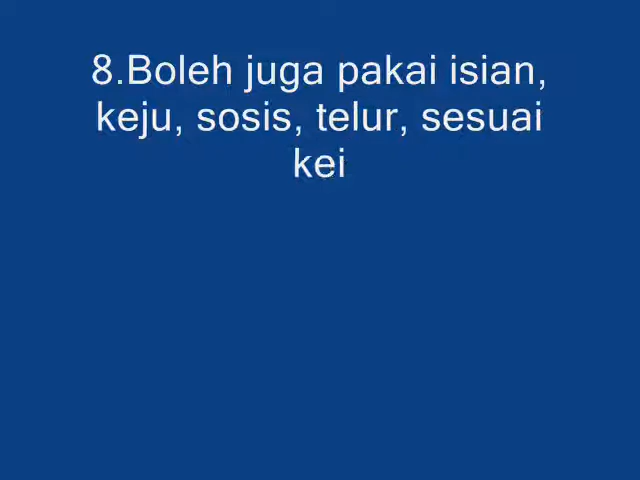 8.Boleh juga pakai isian,
keju, sosis, telur, sesuai
kei